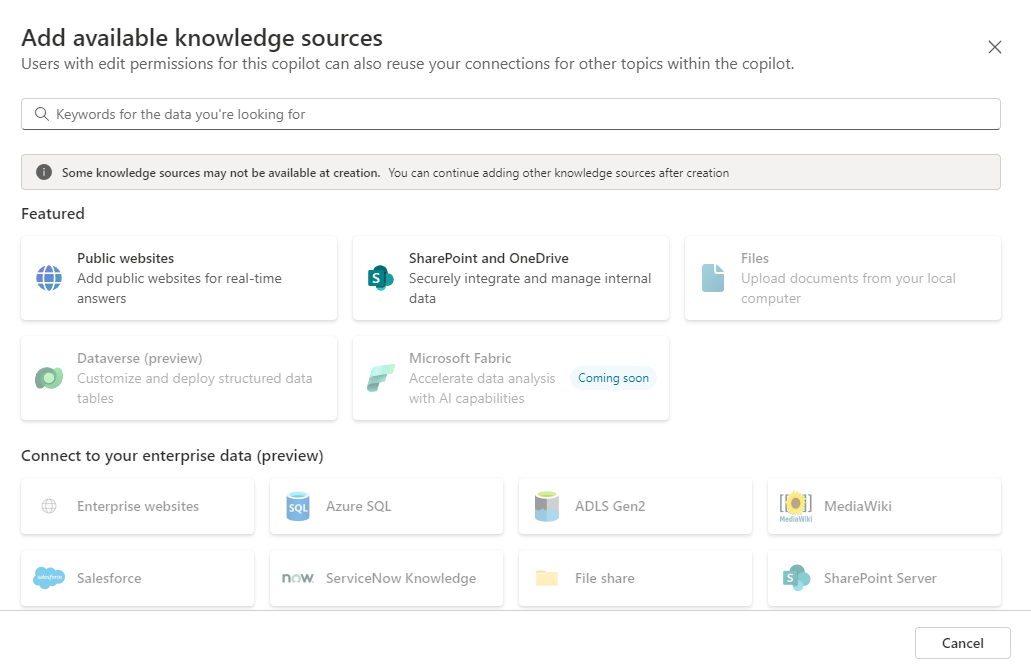 Add available knowledge sources
Users with edit permissions for this copilot can also reuse your connections for other topics within the copilot.
Keywords for the data you're looking for
Some knowledge sources may not be available at creation. You can continue adding other knowledge sources after creation
Featured
Public websites
Add public websites for real-time
answers
SharePoint and OneDrive
Securely integrate and manage internal
data
Files
Upload documents from your local
computer
Dataverse (preview)
Customize and deploy structured data
tables
Microsoft Fabric
Accelerate data analysis
with AI capabilities
Coming soon
Connect to your enterprise data (preview)
Enterprise websites
SQL
Azure SQL
ADLS Gen2
MediaWiki
MediaWiki
salesforce
Salesforce
now.
ServiceNow Knowledge
File share
SharePoint Server
Cancel